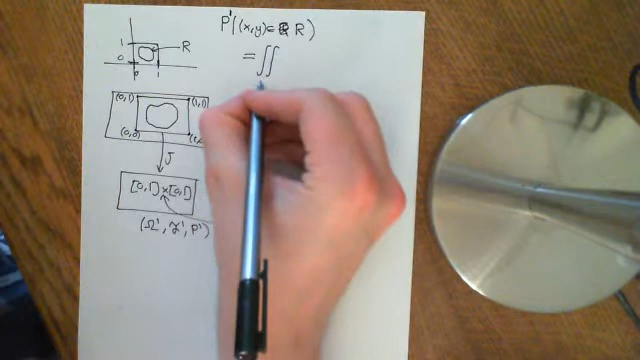 P'((x,y) = R)
= ∬
R
1
0
0
1
(0,1) (1,1)
(0,0)
J
[0,1]×[0,1]
(Ω', F', P')